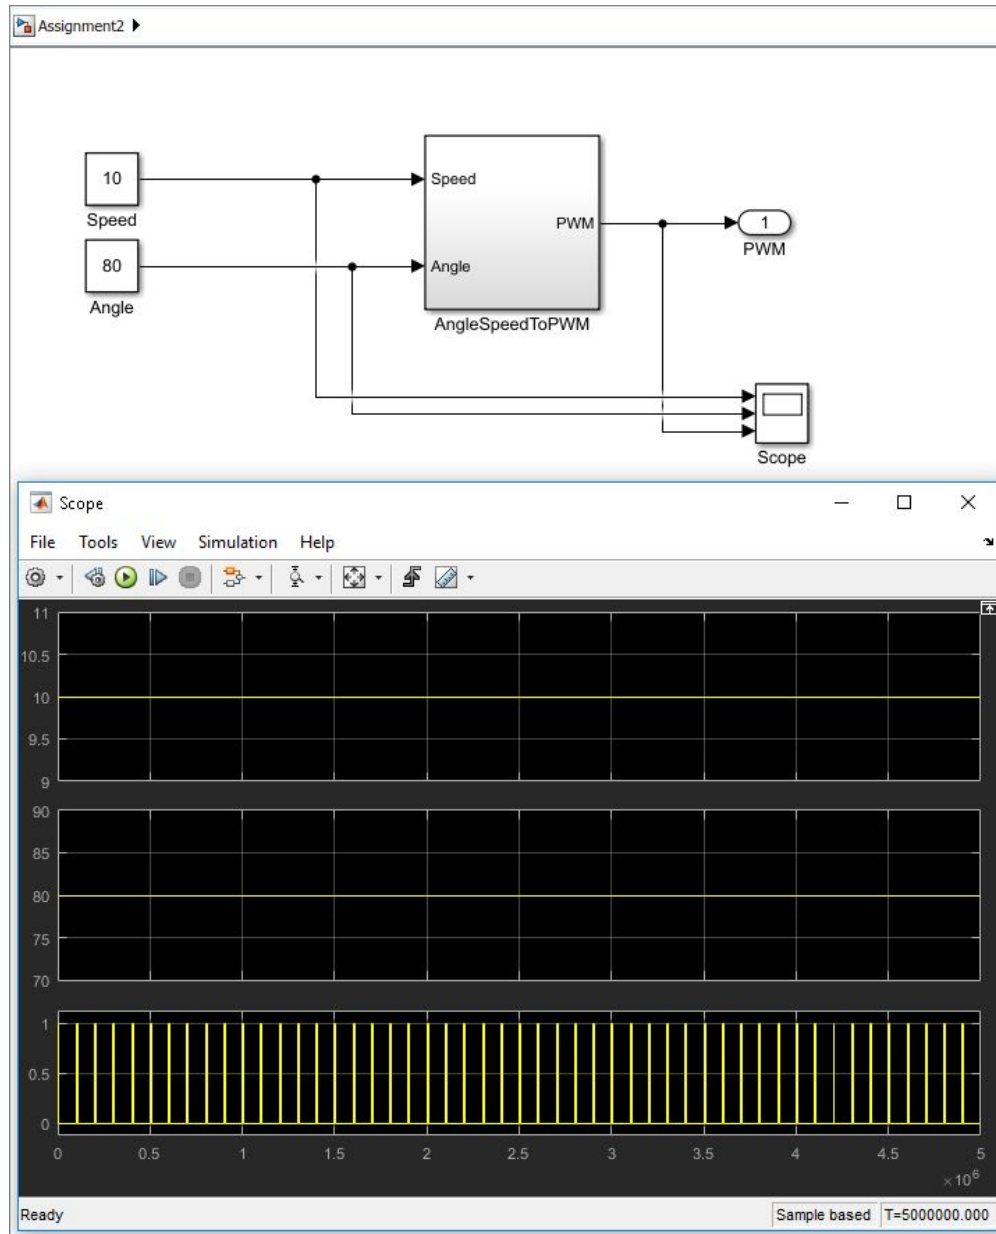 Assignment2
10
Speed
PWM
1
Speed
PWM
80
Angle
Angle
AngleSpeedToPWM
Scope
Scope
File Tools View Simulation Help
11
10.5
10
9.5
9
90
85
80
75
70
1
0.5
0
0 0.5 1 1.5 2 2.5 3 3.5 4 4.5 5
×10⁶
Ready Sample based T=5000000.000